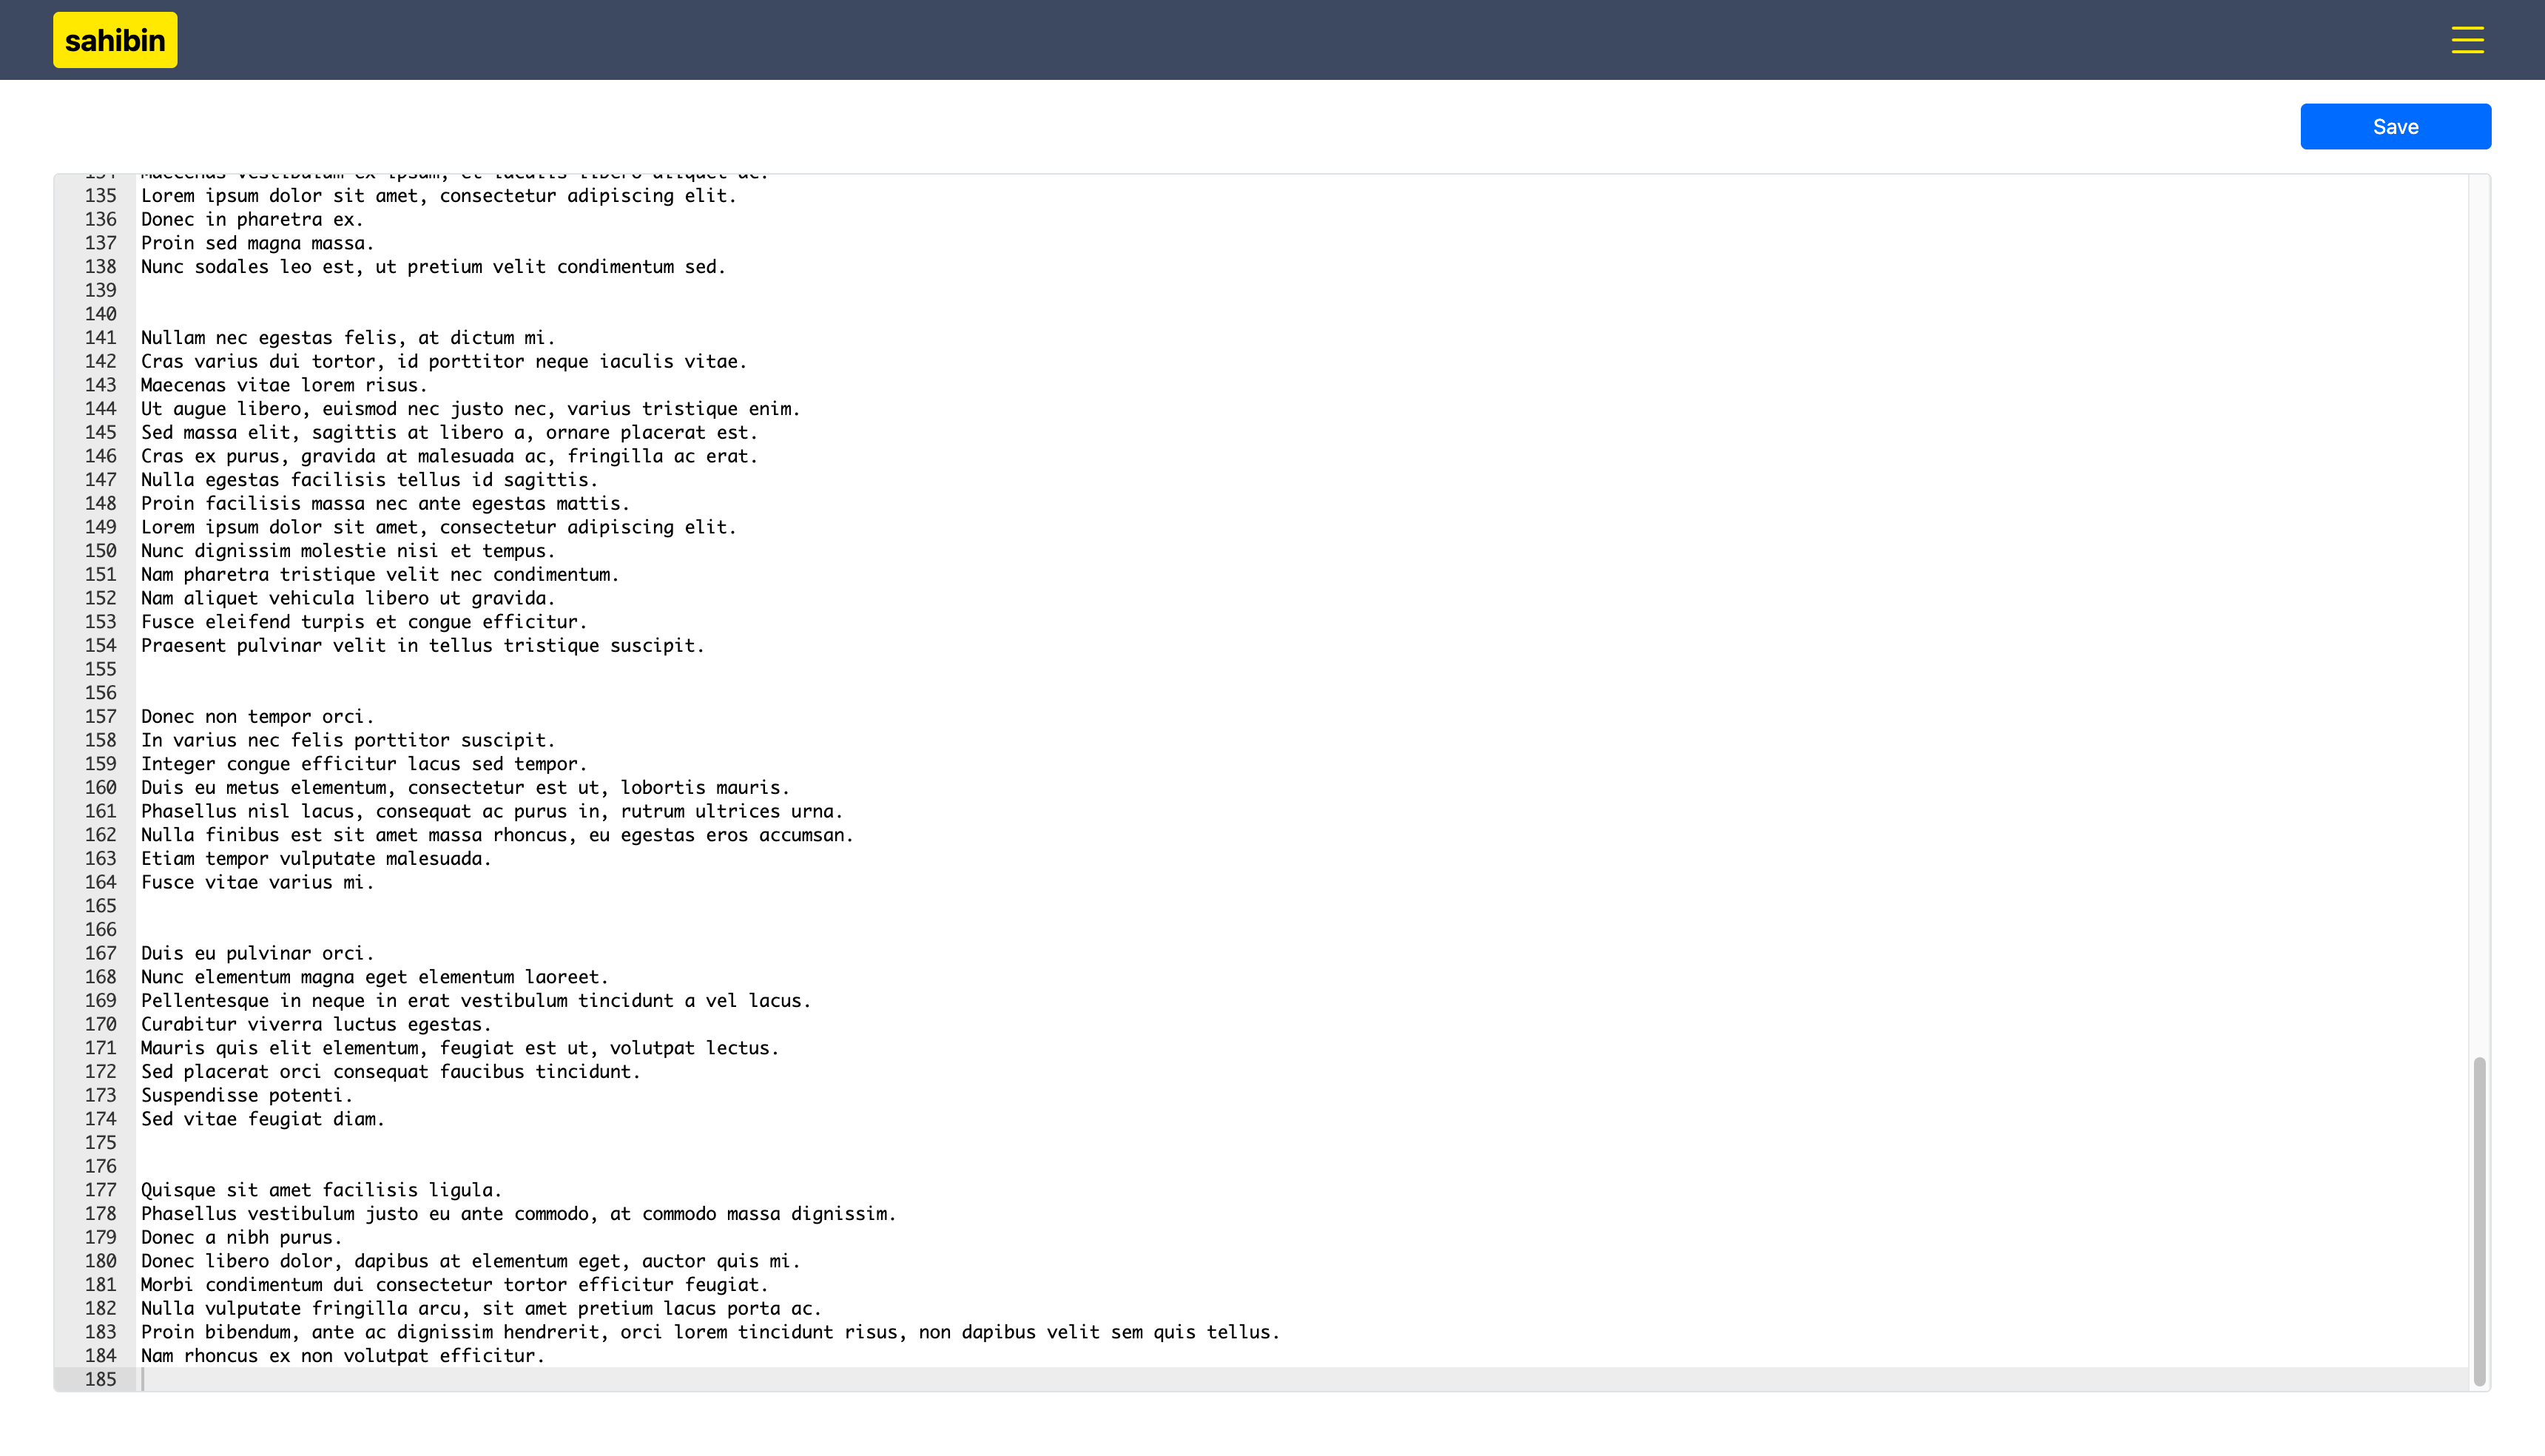 sahibin
Save
134 Maecenas vestibulum ex ipsum, et iaculis libero aliquet ac.
135 Lorem ipsum dolor sit amet, consectetur adipiscing elit.
136 Donec in pharetra ex.
137 Proin sed magna massa.
138 Nunc sodales leo est, ut pretium velit condimentum sed.
139
140
141 Nullam nec egestas felis, at dictum mi.
142 Cras varius dui tortor, id porttitor neque iaculis vitae.
143 Maecenas vitae lorem risus.
144 Ut augue libero, euismod nec justo nec, varius tristique enim.
145 Sed massa elit, sagittis at libero a, ornare placerat est.
146 Cras ex purus, gravida at malesuada ac, fringilla ac erat.
147 Nulla egestas facilisis tellus id sagittis.
148 Proin facilisis massa nec ante egestas mattis.
149 Lorem ipsum dolor sit amet, consectetur adipiscing elit.
150 Nunc dignissim molestie nisi et tempus.
151 Nam pharetra tristique velit nec condimentum.
152 Nam aliquet vehicula libero ut gravida.
153 Fusce eleifend turpis et congue efficitur.
154 Praesent pulvinar velit in tellus tristique suscipit.
155
156
157 Donec non tempor orci.
158 In varius nec felis porttitor suscipit.
159 Integer congue efficitur lacus sed tempor.
160 Duis eu metus elementum, consectetur est ut, lobortis mauris.
161 Phasellus nisl lacus, consequat ac purus in, rutrum ultrices urna.
162 Nulla finibus est sit amet massa rhoncus, eu egestas eros accumsan.
163 Etiam tempor vulputate malesuada.
164 Fusce vitae varius mi.
165
166
167 Duis eu pulvinar orci.
168 Nunc elementum magna eget elementum laoreet.
169 Pellentesque in neque in erat vestibulum tincidunt a vel lacus.
170 Curabitur viverra luctus egestas.
171 Mauris quis elit elementum, feugiat est ut, volutpat lectus.
172 Sed placerat orci consequat faucibus tincidunt.
173 Suspendisse potenti.
174 Sed vitae feugiat diam.
175
176
177 Quisque sit amet facilisis ligula.
178 Phasellus vestibulum justo eu ante commodo, at commodo massa dignissim.
179 Donec a nibh purus.
180 Donec libero dolor, dapibus at elementum eget, auctor quis mi.
181 Morbi condimentum dui consectetur tortor efficitur feugiat.
182 Nulla vulputate fringilla arcu, sit amet pretium lacus porta ac.
183 Proin bibendum, ante ac dignissim hendrerit, orci lorem tincidunt risus, non dapibus velit sem quis tellus.
184 Nam rhoncus ex non volutpat efficitur.
185